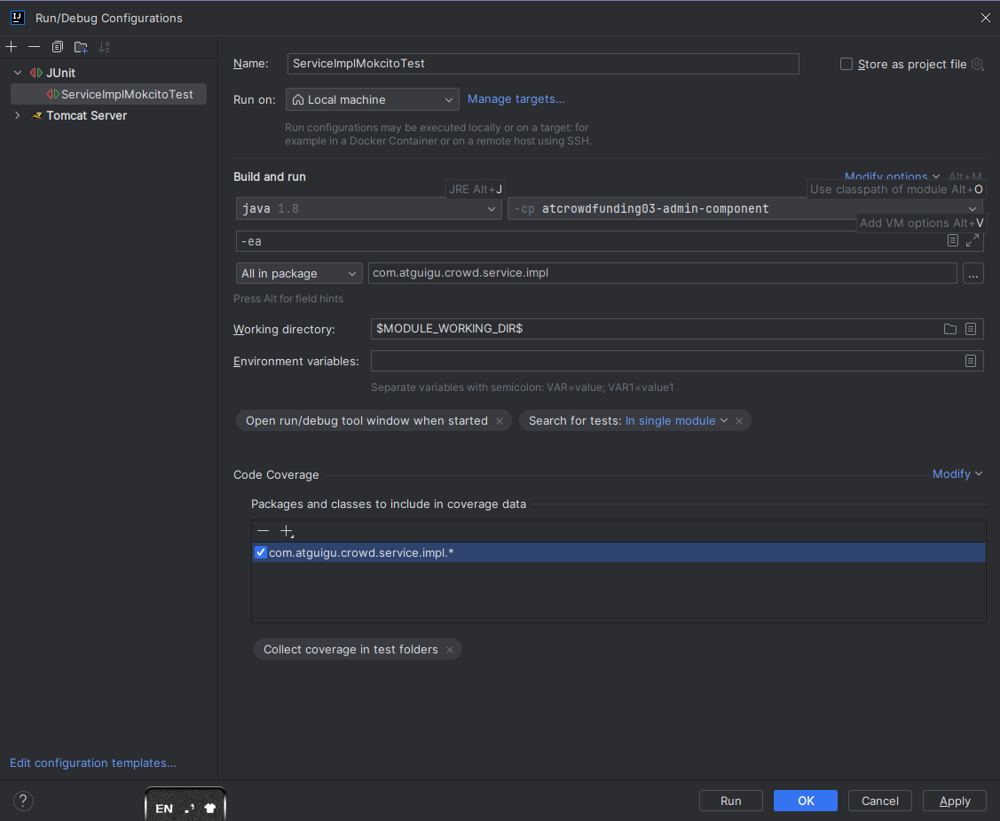 Run/Debug Configurations
JUnit
ServiceImplMokcitoTest
Tomcat Server
Name: ServiceImplMokcitoTest Store as project file
Run on: Local machine Manage targets...
Run configurations may be executed locally or on a target: for
example in a Docker Container or on a remote host using SSH.
Build and run Modify options Alt+M
JRE Alt+J Use classpath of module Alt+O
java 1.8 -cp atcrowdfunding03-admin-component
Add VM options Alt+V
-ea
All in package com.atguigu.crowd.service.impl ...
Press Alt for field hints
Working directory: $MODULE_WORKING_DIR$
Environment variables:
Separate variables with semicolon: VAR=value; VAR1=value1
Open run/debug tool window when started Search for tests: In single module
Code Coverage Modify
Packages and classes to include in coverage data
com.atguigu.crowd.service.impl.*
Collect coverage in test folders
Edit configuration templates...
? EN Run OK Cancel Apply